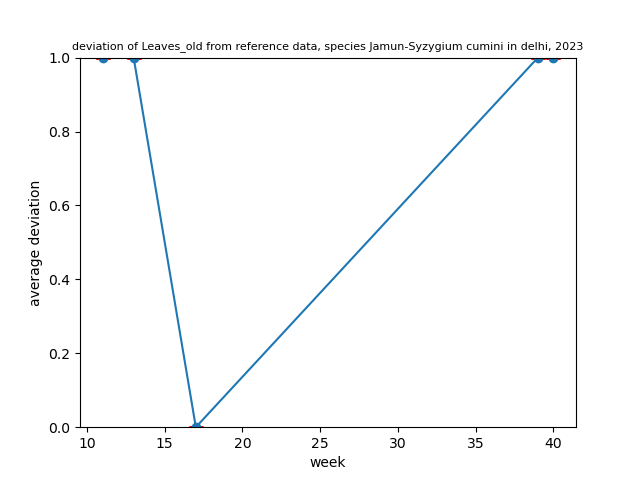 deviation of Leaves_old from reference data, species Jamun-Syzygium cumini in delhi, 2023
1.0
0.8
0.6
0.4
0.2
0.0
average deviation
10 15 20 25 30 35 40
week